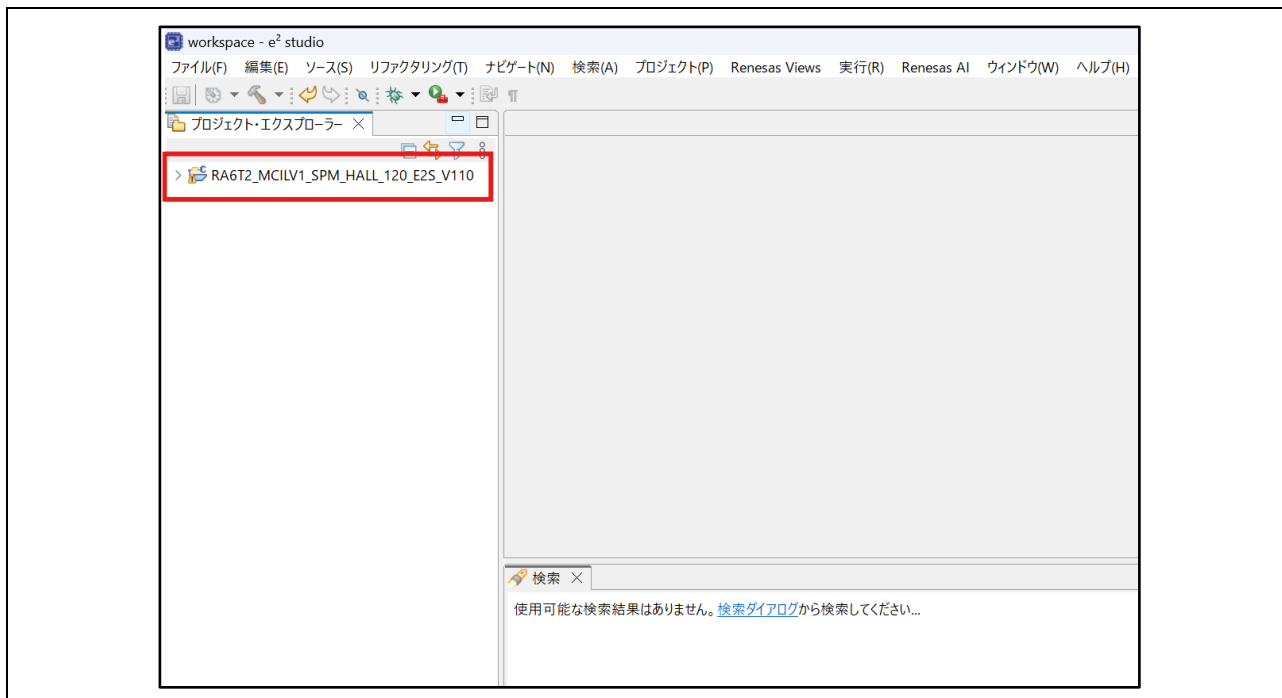 workspace - e² studio
ファイル(F) 編集(E) ソース(S) リファクタリング(T) ナビゲート(N) 検索(A) プロジェクト(P) Renesas Views 実行(R) Renesas AI ウィンドウ(W) ヘルプ(H)
プロジェクト・エクスプローラー
RA6T2_MCILV1_SPM_HALL_120_E2S_V110
検索
使用可能な検索結果はありません。検索ダイアログから検索してください...